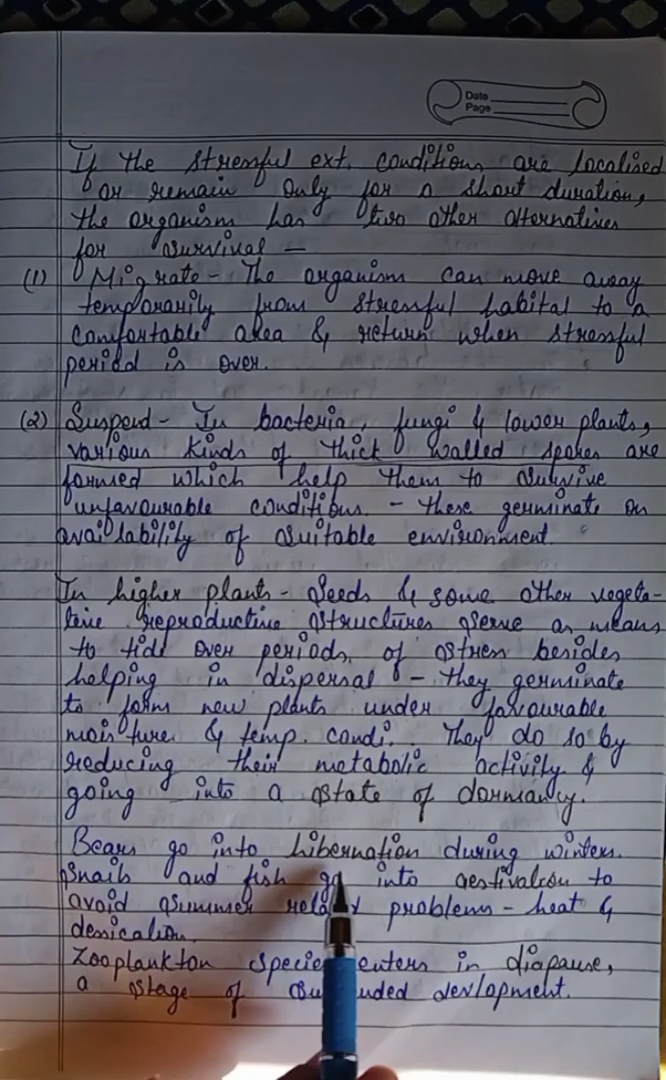 Date
Page
If the stressful ext. conditions are localised
or remain only for a short duration,
the organism has two other alternatives
for survival —
(1) Migrate - The organism can move away
temporarily from stressful habital to a
comfortable area & return when stressful
period is over.
(2) Suspend - In bacteria, fungi & lower plants,
various kinds of thick walled spores are
formed which help them to survive
unfavourable conditions. - these germinate on
availability of suitable environment.
In higher plants - Seeds & some other vegeta-
tive reproductive structures serve as means
to tide over periods of stress besides
helping in dispersal - they germinate
to form new plants under favourable
moisture & temp. condi. They do so by
reducing their metabolic activity &
going into a state of dormancy.
Bears go into hibernation during winters.
Snails and fish go into aestivation to
avoid summer problems - heat &
desication.
Zooplankton species enters in diapause,
a stage of devlopment.